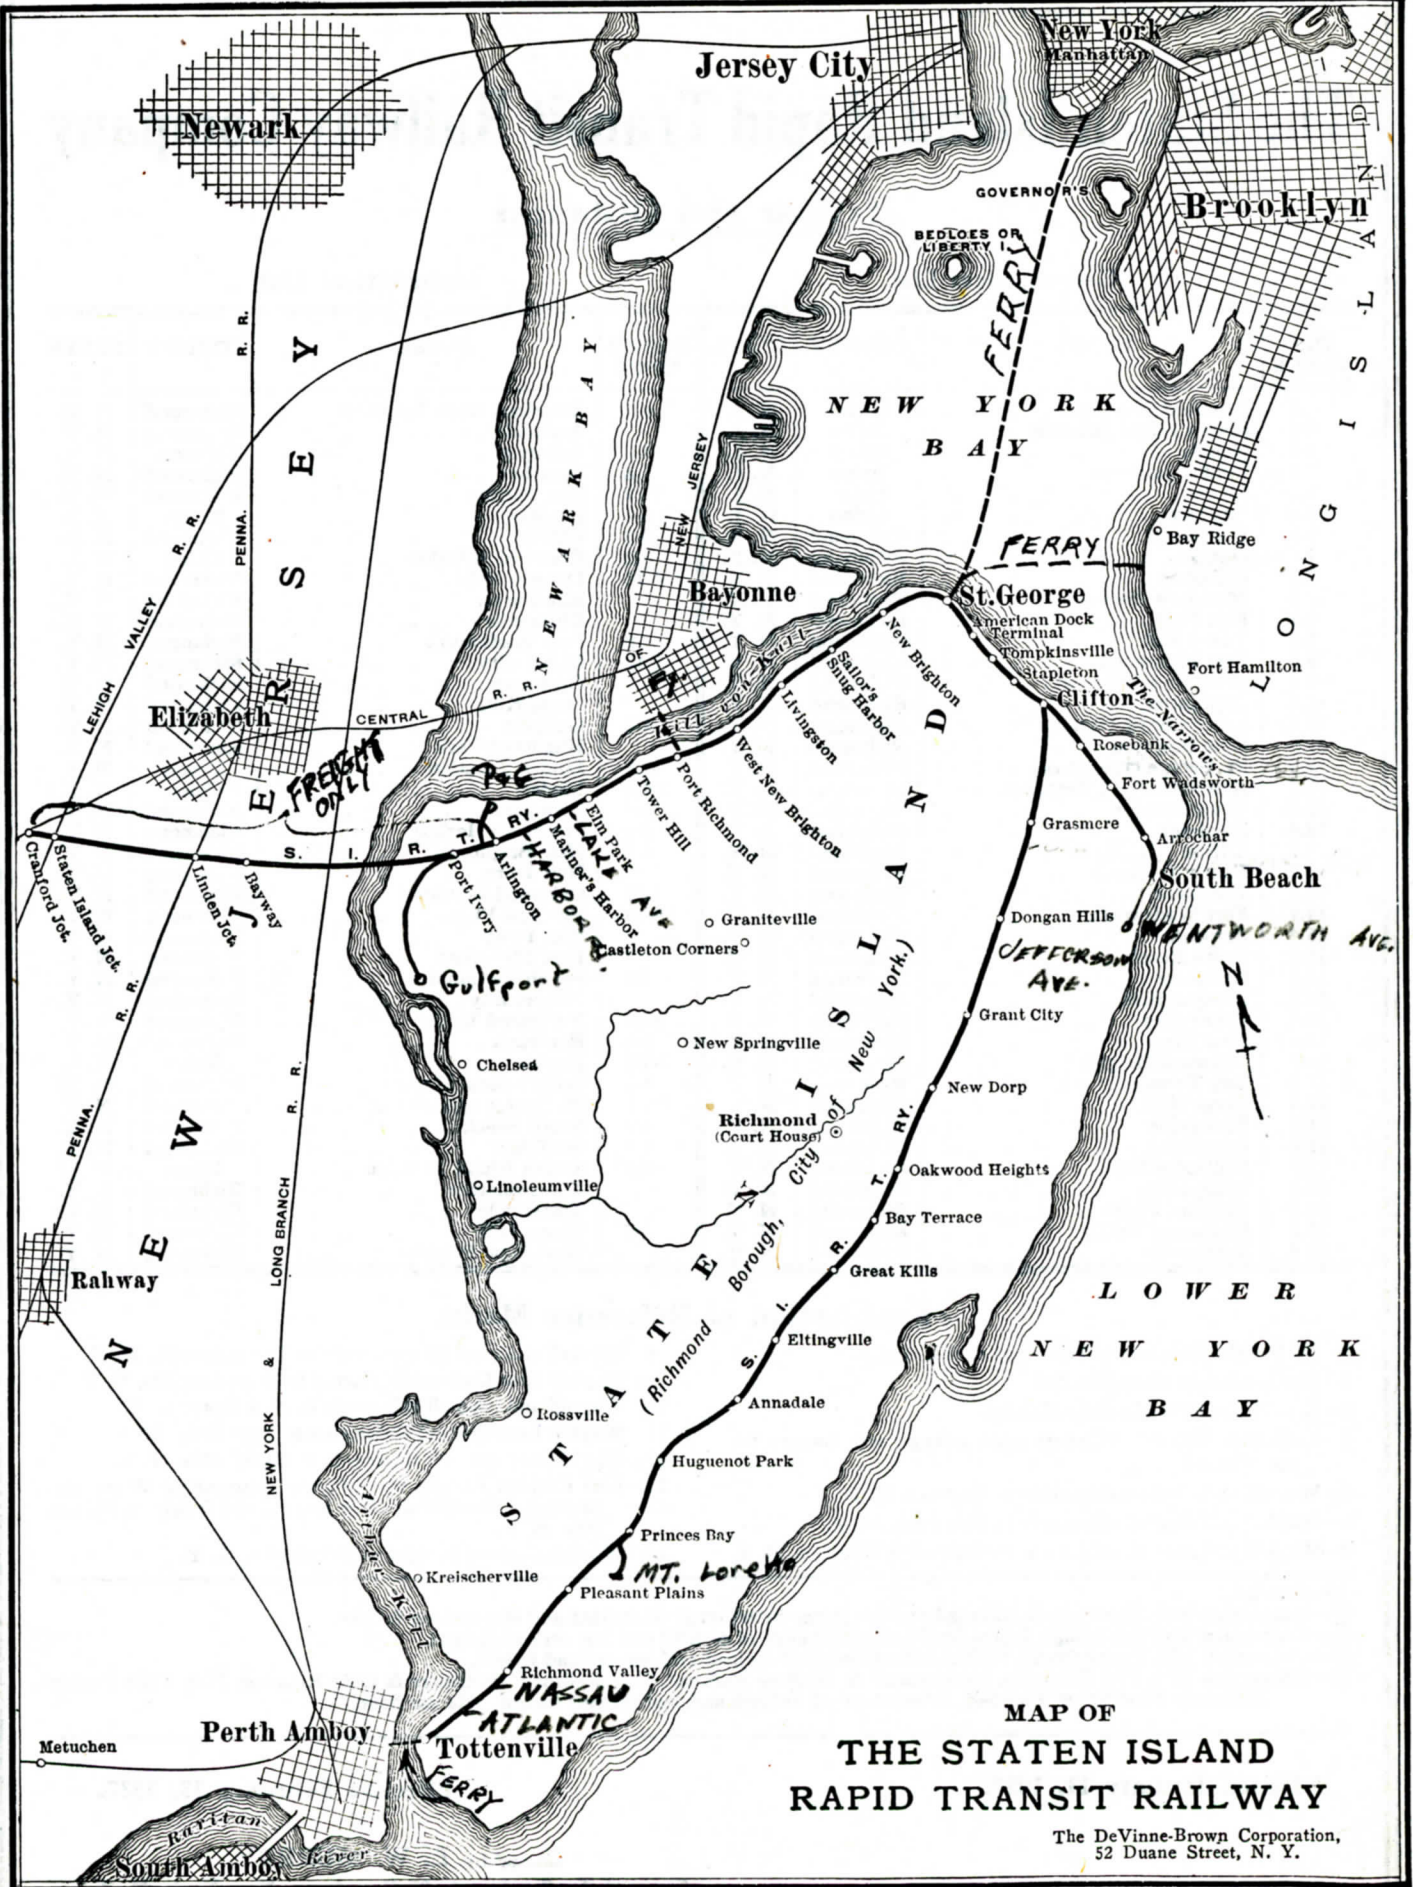 New York
Manhattan
Jersey City
Newark
GOVERNOR'S
Brooklyn
BEDLOES OR
LIBERTY I.
FERRY
LONG ISLAND
NEW YORK
BAY
NEWARK BAY
PENNA. R. R.
LEHIGH VALLEY R. R.
CENTRAL R. R. OF NEW JERSEY
NEW JERSEY
Bay Ridge
FERRY
Bayonne
St. George
American Dock
Terminal
Tompkinsville
Stapleton
Clifton
The Narrows
Fort Hamilton
Rosebank
Fort Wadsworth
Arrochar
South Beach
WENTWORTH AVE.
Kill von Kull
Fy.
New Brighton
Sailor's
Snug Harbor
Livingston
West New Brighton
Port Richmond
Tower Hill
Elm Park
LAKE AVE
Mariner's Harbor
HARBOR R.
Arlington
Port Ivory
P&G
Elizabeth
FREIGHT
ONLY
S. I. R. T. RY.
Cranford Jct.
Staten Island Jct.
Linden Jct.
Bayway
Gulfport
Grasmere
Dongan Hills
JEFFERSON
AVE.
Grant City
New Dorp
Oakwood Heights
Bay Terrace
Great Kills
Eltingville
Annadale
Huguenot Park
Princes Bay
MT. Loretto
Pleasant Plains
Richmond Valley
NASSAU
ATLANTIC
Tottenville
FERRY
S. I. R. T. RY.
Graniteville
Castleton Corners
New Springville
Chelsea
Richmond
(Court House)
Linoleumville
STATEN ISLAND
(Richmond Borough, City of New York.)
Rossville
Kreischerville
Arthur Kill
N
PENNA. R. R.
NEW YORK & LONG BRANCH R. R.
Rahway
Metuchen
Perth Amboy
Raritan River
South Amboy
LOWER
NEW YORK
BAY
MAP OF
THE STATEN ISLAND
RAPID TRANSIT RAILWAY
The DeVinne-Brown Corporation,
52 Duane Street, N. Y.